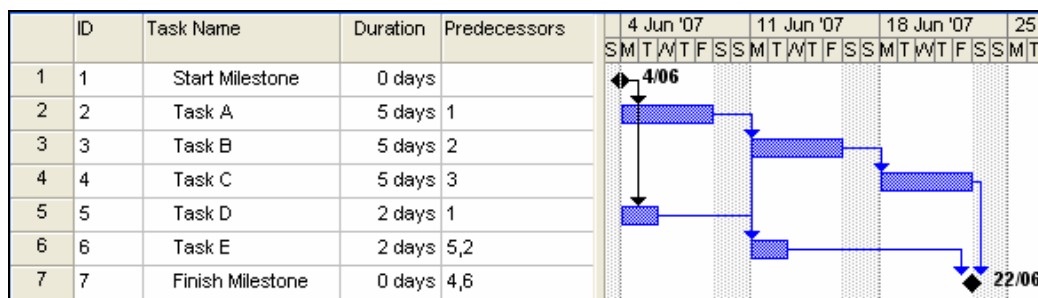 ID Task Name Duration Predecessors 4 Jun '07 11 Jun '07 18 Jun '07 25
S M T W T F S S M T W T F S S M T W T F S S M T
1 1 Start Milestone 0 days 4/06
2 2 Task A 5 days 1
3 3 Task B 5 days 2
4 4 Task C 5 days 3
5 5 Task D 2 days 1
6 6 Task E 2 days 5,2
7 7 Finish Milestone 0 days 4,6 22/06